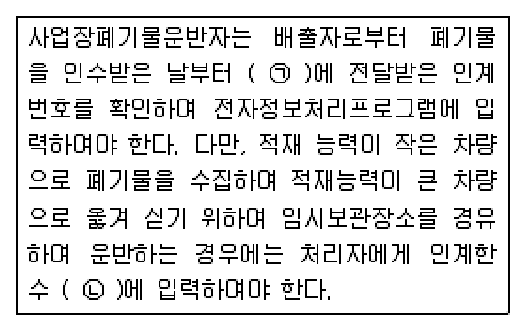 사업장폐기물운반자는 배출자로부터 폐기물
을 인수받은 날부터 ( ㉠ )에 전달받은 인계
번호를 확인하며 전자정보처리프로그램에 입
력하여야 한다. 다만, 적재 능력이 작은 차량
으로 폐기물을 수집하여 적재능력이 큰 차량
으로 옮겨 싣기 위하여 임시보관장소를 경유
하여 운반하는 경우에는 처리자에게 인계한
수 ( ㉡ )에 입력하여야 한다.